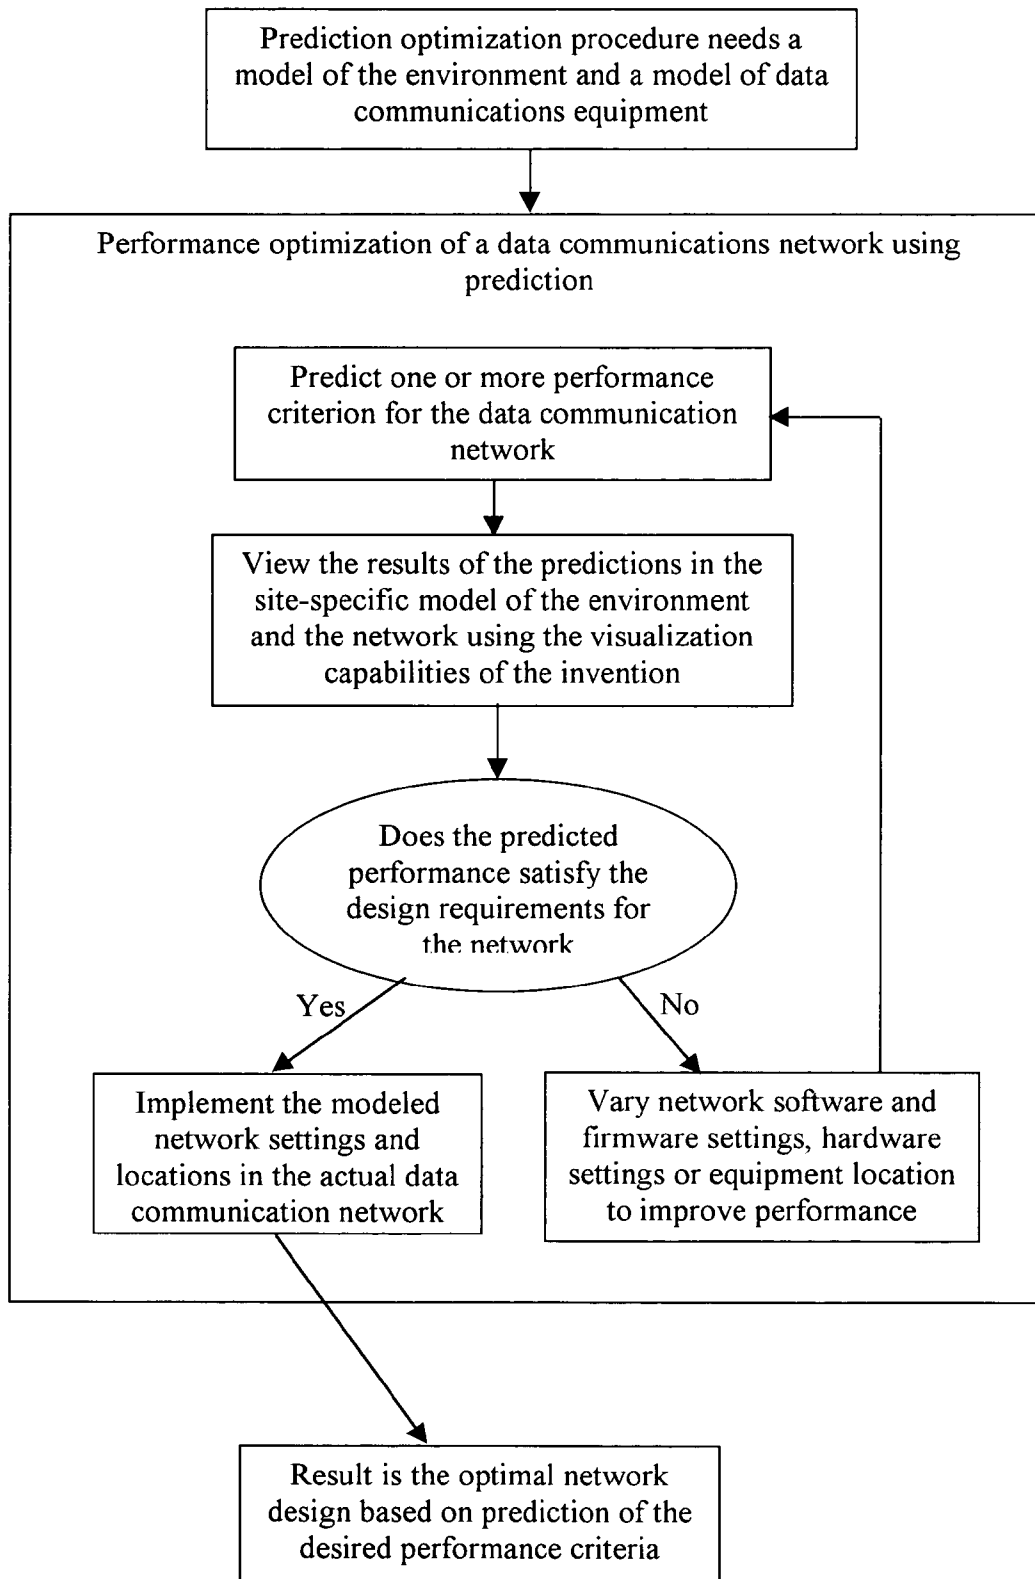 Prediction optimization procedure needs a
model of the environment and a model of data
communications equipment
Performance optimization of a data communications network using
prediction
Predict one or more performance
criterion for the data communication
network
View the results of the predictions in the
site-specific model of the environment
and the network using the visualization
capabilities of the invention
Does the predicted
performance satisfy the
design requirements for
the network
Yes
No
Implement the modeled
network settings and
locations in the actual data
communication network
Vary network software and
firmware settings, hardware
settings or equipment location
to improve performance
Result is the optimal network
design based on prediction of the
desired performance criteria